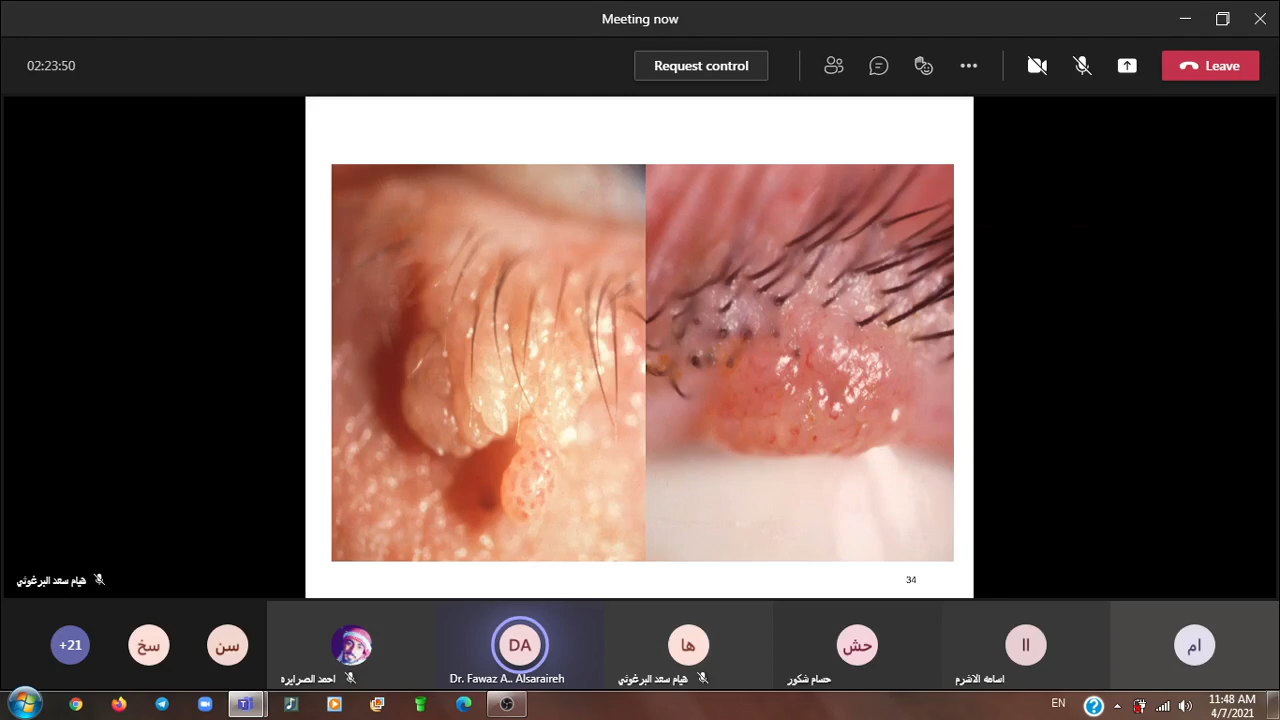 Meeting now
02:23:50
Request control
Leave
34
هيام سعد البرغوثي
+21
سخ
سن
DA
ها
حش
اا
ام
احمد الصرايره
Dr. Fawaz A.. Alsaraireh
هيام سعد البرغوثي
حسام شكور
اسامه الاشرم
EN
11:48 AM
4/7/2021